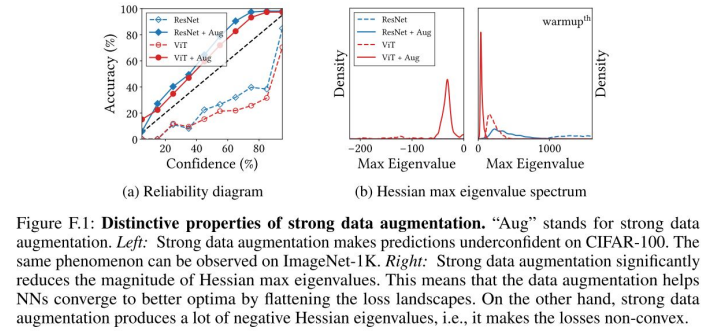 100
80
60
40
20
0
Accuracy (%)
ResNet
ResNet + Aug
ViT
ViT + Aug
20 40 60 80
Confidence (%)
(a) Reliability diagram
Density
ResNet
ResNet + Aug
ViT
ViT + Aug
−200 −100 0
Max Eigenvalue
warmupth
Density
0 1000
Max Eigenvalue
(b) Hessian max eigenvalue spectrum
Figure F.1: Distinctive properties of strong data augmentation. “Aug” stands for strong data
augmentation. Left: Strong data augmentation makes predictions underconfident on CIFAR-100. The
same phenomenon can be observed on ImageNet-1K. Right: Strong data augmentation significantly
reduces the magnitude of Hessian max eigenvalues. This means that the data augmentation helps
NNs converge to better optima by flattening the loss landscapes. On the other hand, strong data
augmentation produces a lot of negative Hessian eigenvalues, i.e., it makes the losses non-convex.